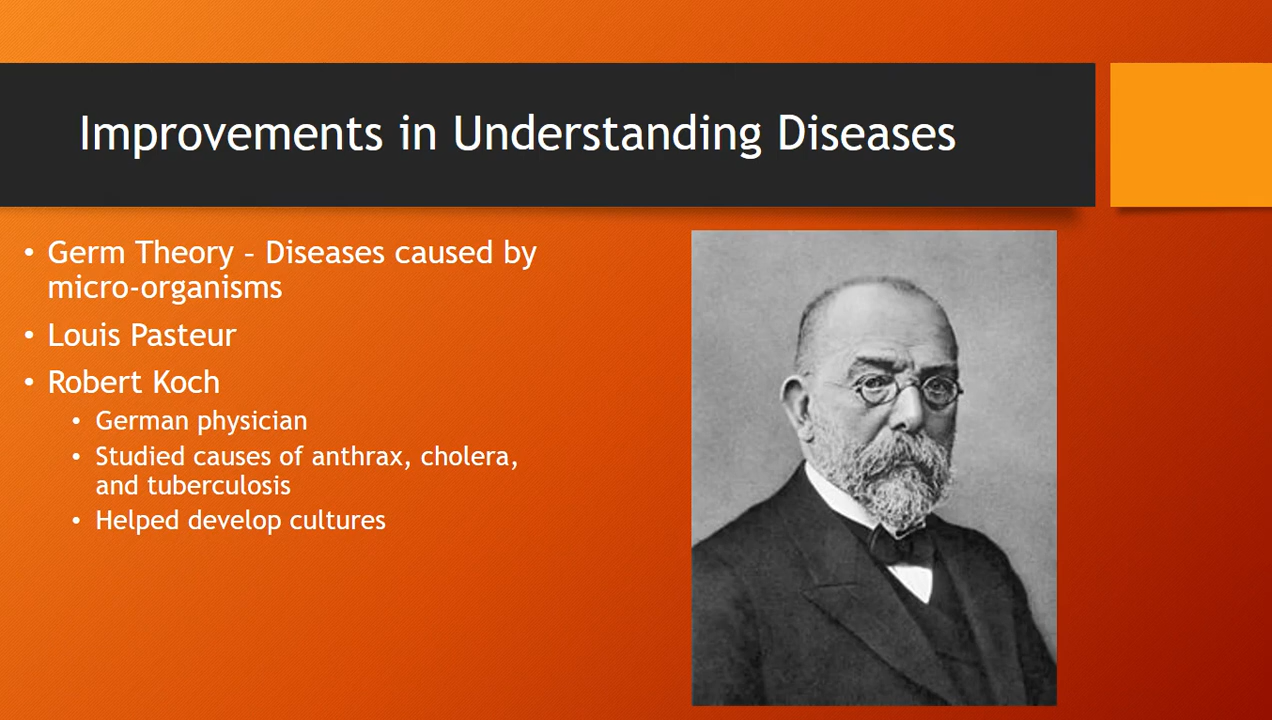 Improvements in Understanding Diseases
• Germ Theory – Diseases caused by
micro-organisms
• Louis Pasteur
• Robert Koch
• German physician
• Studied causes of anthrax, cholera,
and tuberculosis
• Helped develop cultures